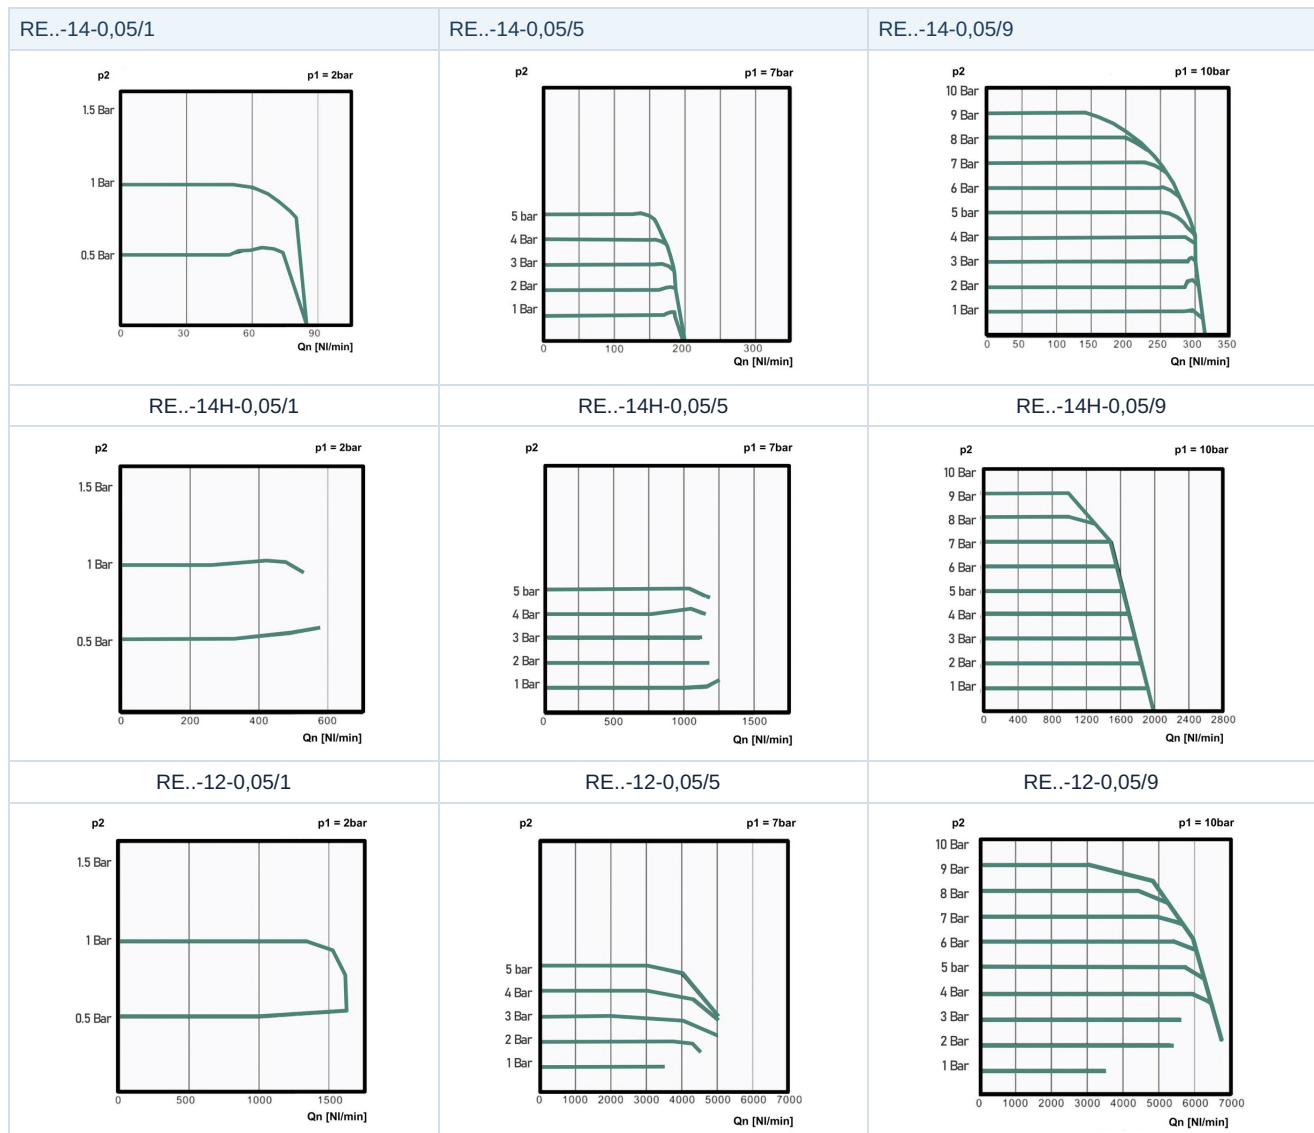 RE..-14-0,05/1
RE..-14-0,05/5
RE..-14-0,05/9
p2
p1 = 2bar
1.5 Bar
1 Bar
0.5 Bar
0 30 60 90
Qn [Nl/min]
p2
p1 = 7bar
5 bar
4 Bar
3 Bar
2 Bar
1 Bar
0 100 200 300
Qn [Nl/min]
p2
p1 = 10bar
10 Bar
9 Bar
8 Bar
7 Bar
6 Bar
5 bar
4 Bar
3 Bar
2 Bar
1 Bar
0 50 100 150 200 250 300 350
Qn [Nl/min]
RE..-14H-0,05/1
RE..-14H-0,05/5
RE..-14H-0,05/9
p2
p1 = 2bar
1.5 Bar
1 Bar
0.5 Bar
0 200 400 600
Qn [Nl/min]
p2
p1 = 7bar
5 bar
4 Bar
3 Bar
2 Bar
1 Bar
0 500 1000 1500
Qn [Nl/min]
p2
p1 = 10bar
10 Bar
9 Bar
8 Bar
7 Bar
6 Bar
5 bar
4 Bar
3 Bar
2 Bar
1 Bar
0 400 800 1200 1600 2000 2400 2800
Qn [Nl/min]
RE..-12-0,05/1
RE..-12-0,05/5
RE..-12-0,05/9
p2
p1 = 2bar
1.5 Bar
1 Bar
0.5 Bar
0 500 1000 1500
Qn [Nl/min]
p2
p1 = 7bar
5 bar
4 Bar
3 Bar
2 Bar
1 Bar
0 1000 2000 3000 4000 5000 6000 7000
Qn [Nl/min]
p2
p1 = 10bar
10 Bar
9 Bar
8 Bar
7 Bar
6 Bar
5 bar
4 Bar
3 Bar
2 Bar
1 Bar
0 1000 2000 3000 4000 5000 6000 7000
Qn [Nl/min]